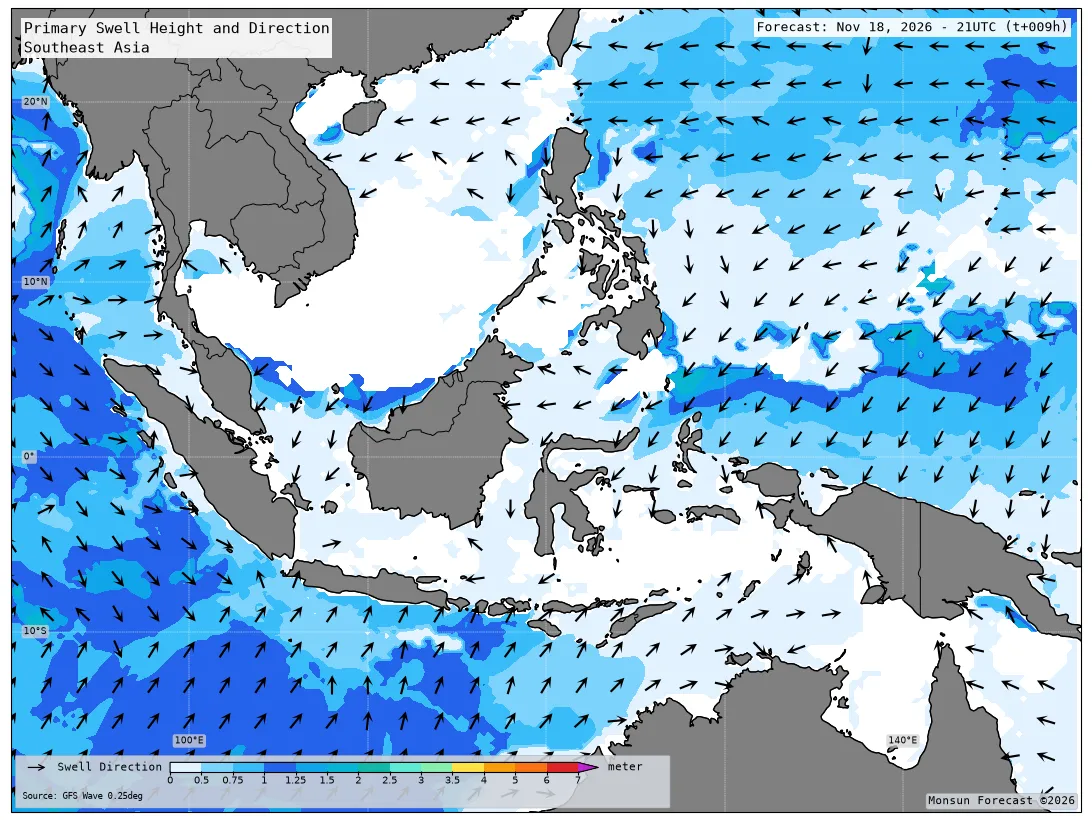 Primary Swell Height and Direction
Southeast Asia
Forecast: Nov 18, 2026 - 21UTC (t+009h)
20°N
10°N
0°
10°S
100°E
140°E
Swell Direction
0 0.5 0.75 1 1.25 1.5 2 2.5 3 3.5 4 5 6 7
meter
Source: GFS Wave 0.25deg
Monsun Forecast ©2026